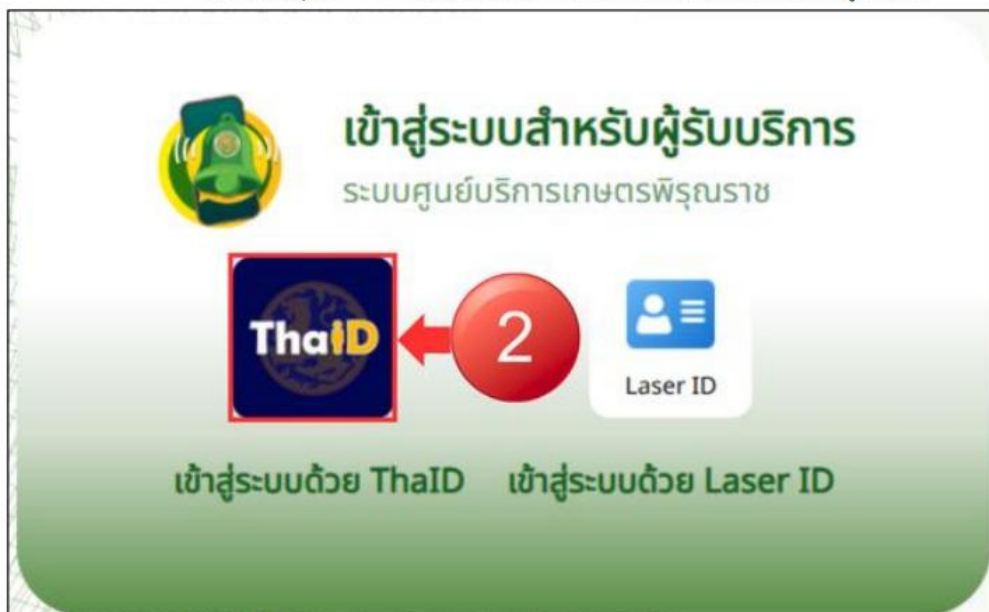 เข้าสู่ระบบสำหรับผู้รับบริการ
ระบบศูนย์บริการเกษตรพิรุณราช
ThaID
2
Laser ID
เข้าสู่ระบบด้วย ThaID เข้าสู่ระบบด้วย Laser ID